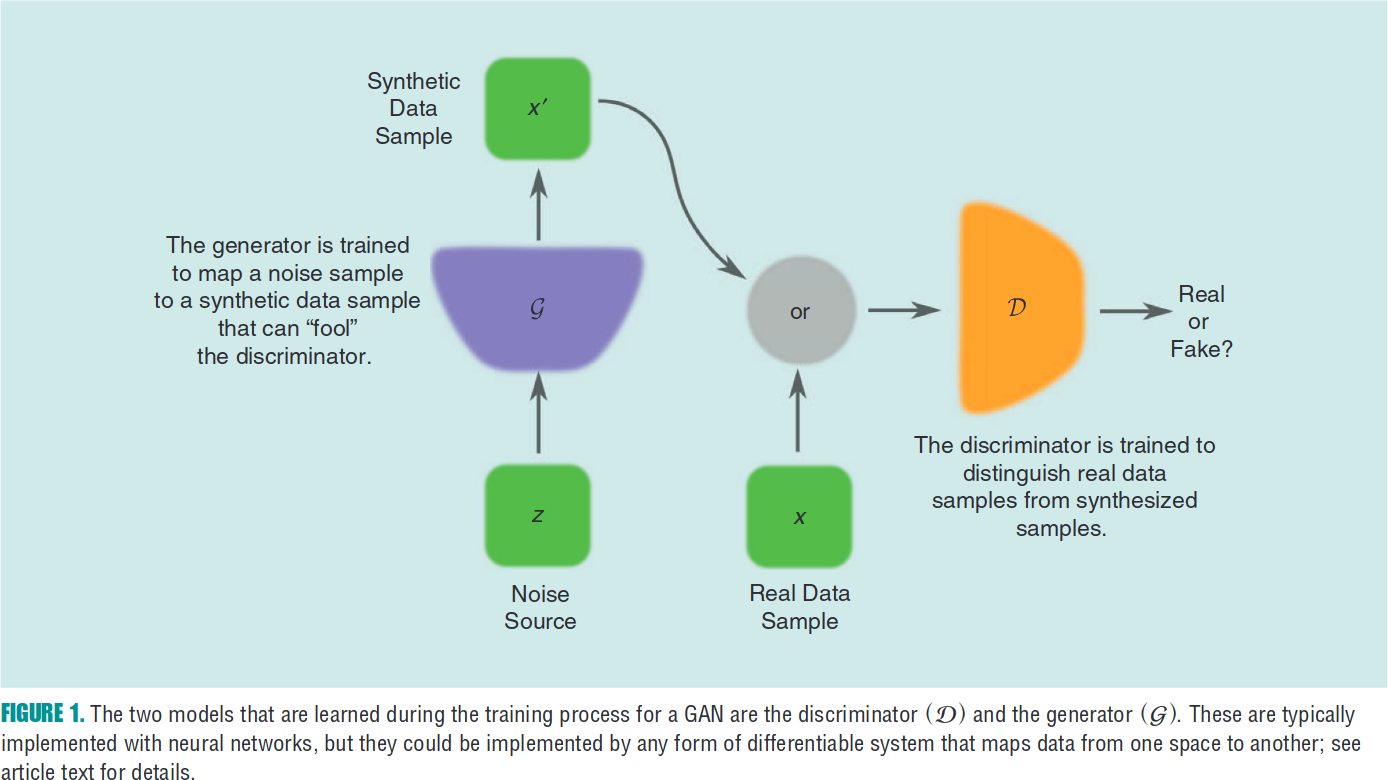 Synthetic
Data
Sample
x′
The generator is trained
to map a noise sample
to a synthetic data sample
that can “fool”
the discriminator.
𝒢
z
Noise
Source
or
x
Real Data
Sample
𝒟
Real
or
Fake?
The discriminator is trained to
distinguish real data
samples from synthesized
samples.
FIGURE 1. The two models that are learned during the training process for a GAN are the discriminator (𝒟) and the generator (𝒢). These are typically
implemented with neural networks, but they could be implemented by any form of differentiable system that maps data from one space to another; see
article text for details.